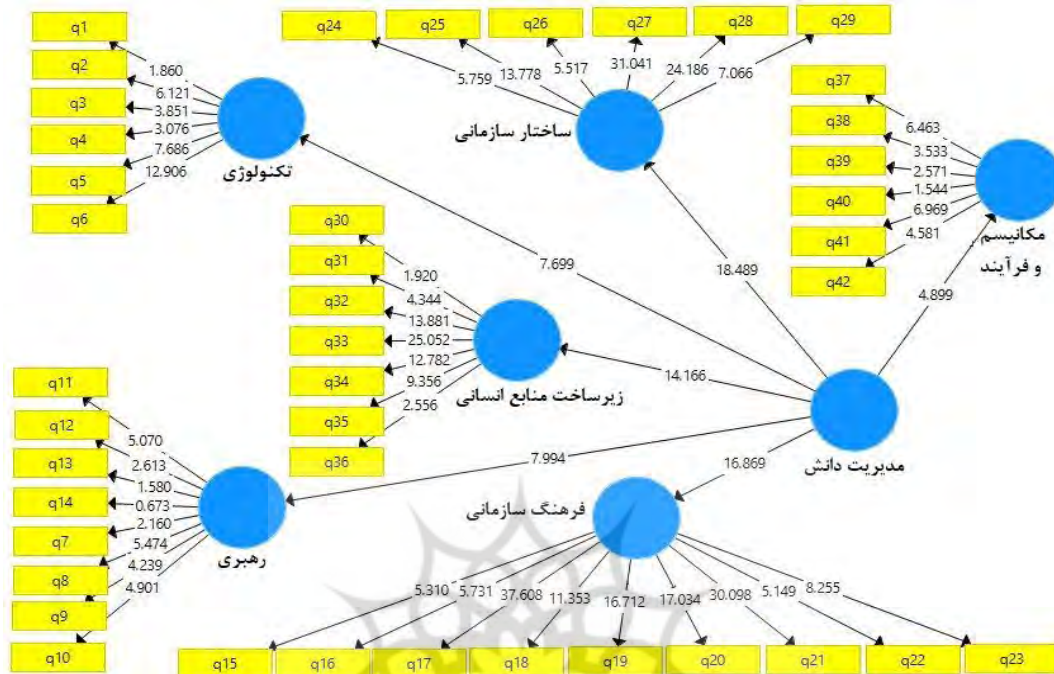 q1
q2
q3
q4
q5
q6
1.860
6.121
3.851
3.076
7.686
12.906
تکنولوژی
q24
q25
q26
q27
q28
q29
5.759
13.778
5.517
31.041
24.186
7.066
ساختار سازمانی
q37
q38
q39
q40
q41
q42
6.463
3.533
2.571
1.544
6.969
4.581
مکانیسم
و فرآیند
q30
q31
q32
q33
q34
q35
q36
1.920
4.344
13.881
25.052
12.782
9.356
2.556
زیرساخت منابع انسانی
7.699
18.489
4.899
14.166
7.994
16.869
مدیریت دانش
q11
q12
q13
q14
q7
q8
q9
q10
5.070
2.613
1.580
0.673
2.160
5.474
4.239
4.901
رهبری
فرهنگ سازمانی
5.310
5.731
37.608
11.353
16.712
17.034
30.098
5.149
8.255
q15
q16
q17
q18
q19
q20
q21
q22
q23